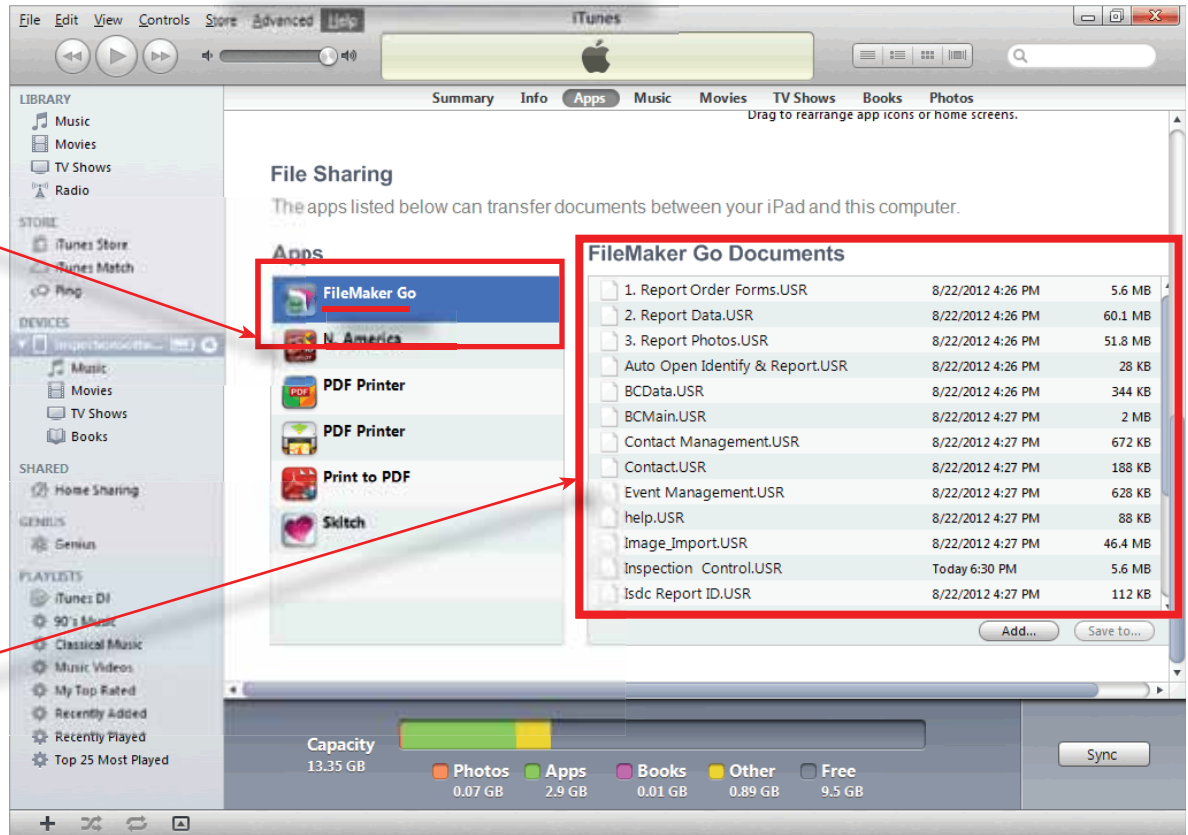 File Edit View Controls Store Advanced Help
iTunes
Summary Info Apps Music Movies TV Shows Books Photos
Drag to rearrange app icons or home screens.
LIBRARY
Music
Movies
TV Shows
Radio
STORE
iTunes Store
iTunes Match
Ping
DEVICES
Music
Movies
TV Shows
Books
SHARED
Home Sharing
GENIUS
Genius
PLAYLISTS
iTunes DJ
90's Music
Classical Music
Music Videos
My Top Rated
Recently Added
Recently Played
Top 25 Most Played
File Sharing
The apps listed below can transfer documents between your iPad and this computer.
Apps
FileMaker Go
N. America
PDF Printer
PDF Printer
Print to PDF
Skitch
FileMaker Go Documents
1. Report Order Forms.USR 8/22/2012 4:26 PM 5.6 MB
2. Report Data.USR 8/22/2012 4:26 PM 60.1 MB
3. Report Photos.USR 8/22/2012 4:26 PM 51.8 MB
Auto Open Identify & Report.USR 8/22/2012 4:26 PM 28 KB
BCData.USR 8/22/2012 4:26 PM 344 KB
BCMain.USR 8/22/2012 4:27 PM 2 MB
Contact Management.USR 8/22/2012 4:27 PM 672 KB
Contact.USR 8/22/2012 4:27 PM 188 KB
Event Management.USR 8/22/2012 4:27 PM 628 KB
help.USR 8/22/2012 4:27 PM 88 KB
Image_Import.USR 8/22/2012 4:27 PM 46.4 MB
Inspection Control.USR Today 6:30 PM 5.6 MB
Isdc Report ID.USR 8/22/2012 4:27 PM 112 KB
Add... Save to...
Capacity
13.35 GB
Photos Apps Books Other Free
0.07 GB 2.9 GB 0.01 GB 0.89 GB 9.5 GB
Sync